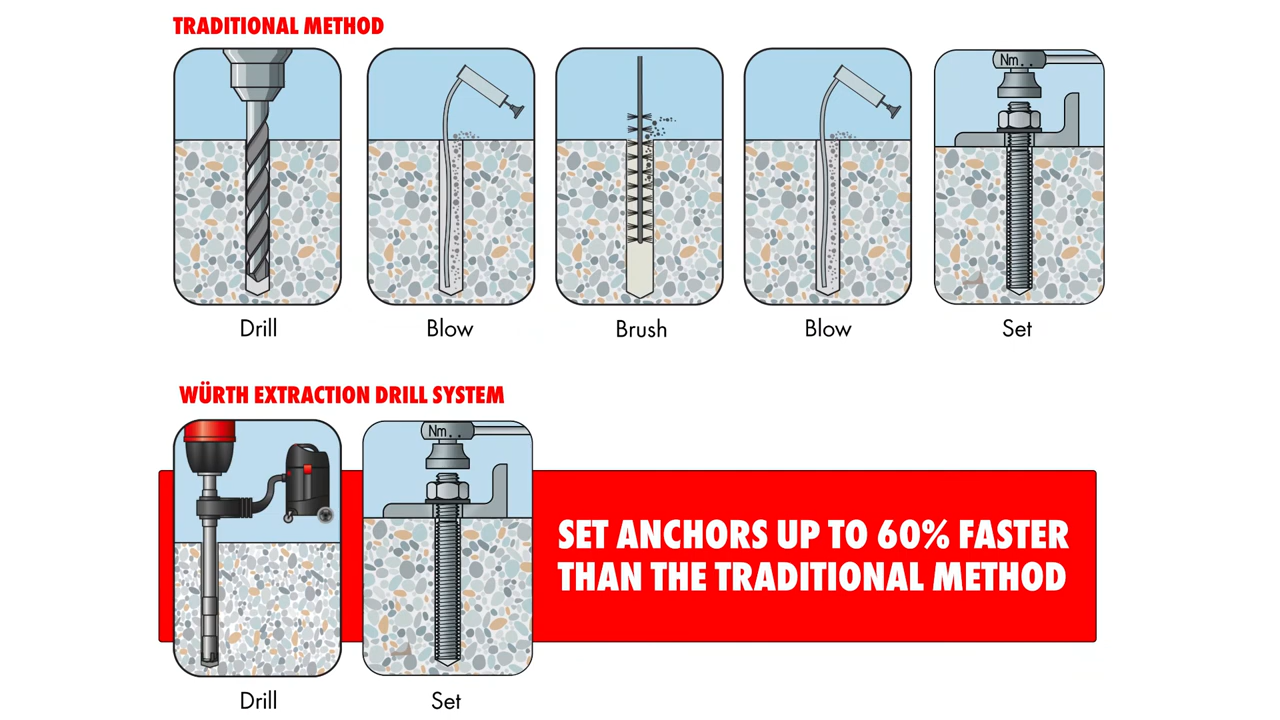 TRADITIONAL METHOD
Nm. .
Drill
Blow
Brush
Blow
Set
WÜRTH EXTRACTION DRILL SYSTEM
Nm. .
SET ANCHORS UP TO 60% FASTER
THAN THE TRADITIONAL METHOD
Drill
Set